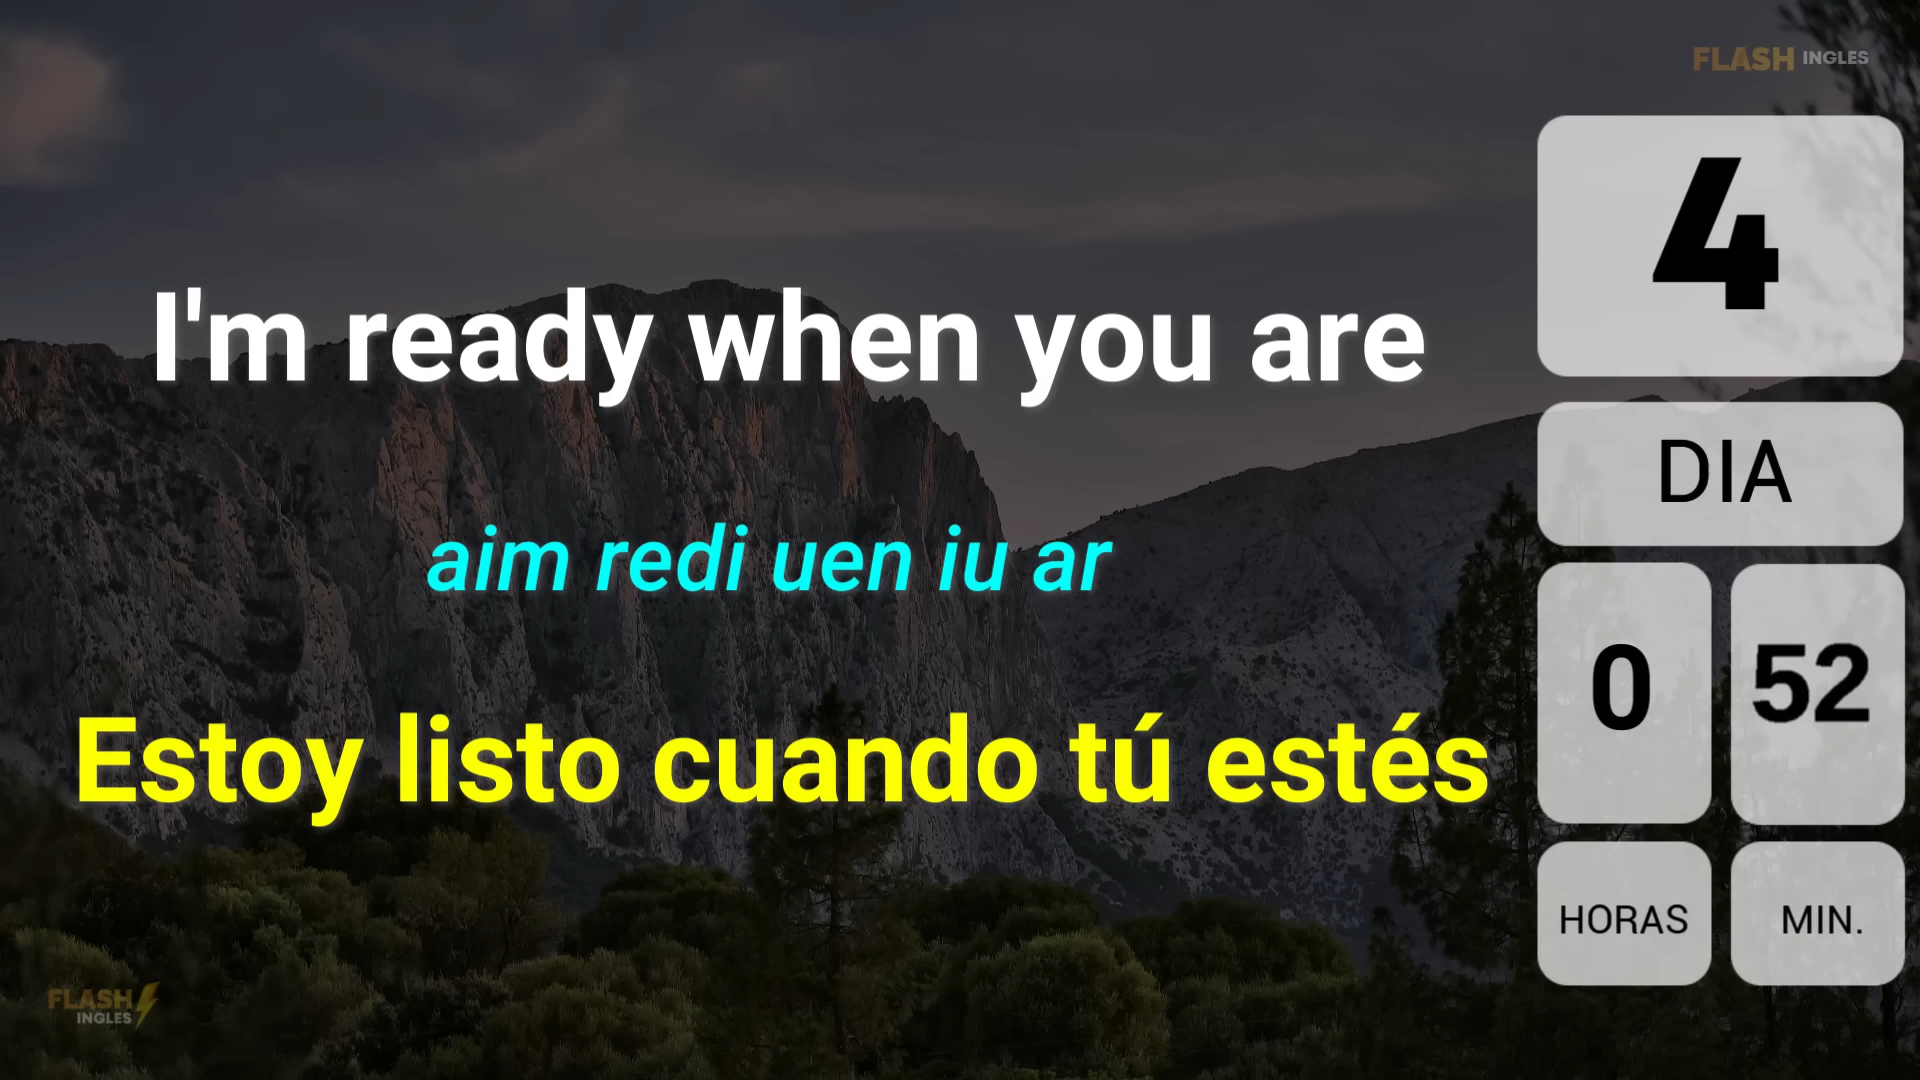 FLASH INGLES
4
DIA
I'm ready when you are
aim redi uen iu ar
0 52
Estoy listo cuando tú estés
HORAS MIN.
FLASH
INGLES